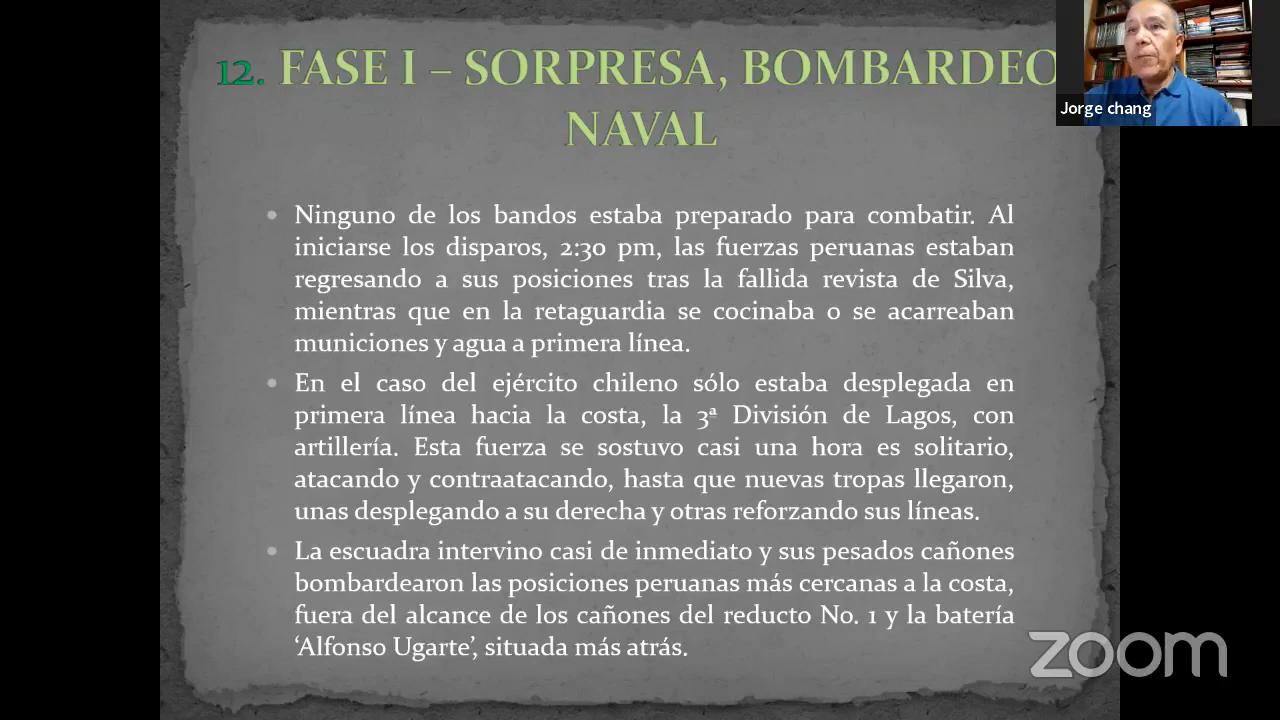 12. FASE I – SORPRESA, BOMBARDEO
NAVAL
Jorge chang
• Ninguno de los bandos estaba preparado para combatir. Al
iniciarse los disparos, 2:30 pm, las fuerzas peruanas estaban
regresando a sus posiciones tras la fallida revista de Silva,
mientras que en la retaguardia se cocinaba o se acarreaban
municiones y agua a primera línea.
• En el caso del ejército chileno sólo estaba desplegada en
primera línea hacia la costa, la 3ª División de Lagos, con
artillería. Esta fuerza se sostuvo casi una hora es solitario,
atacando y contraatacando, hasta que nuevas tropas llegaron,
unas desplegando a su derecha y otras reforzando sus líneas.
• La escuadra intervino casi de inmediato y sus pesados cañones
bombardearon las posiciones peruanas más cercanas a la costa,
fuera del alcance de los cañones del reducto No. 1 y la batería
‘Alfonso Ugarte’, situada más atrás.
zoom